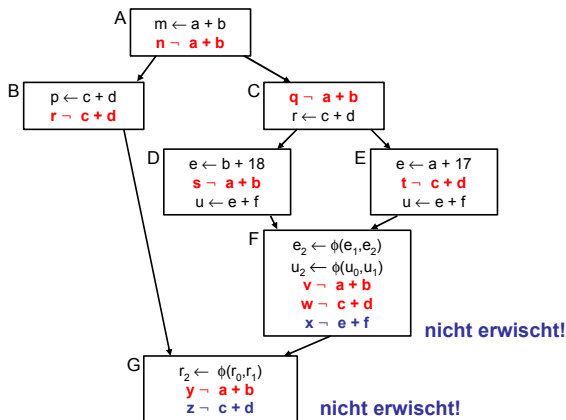 A
m ← a + b
n ¬ a + b
B
p ← c + d
r ¬ c + d
C
q ¬ a + b
r ← c + d
D
e ← b + 18
s ¬ a + b
u ← e + f
E
e ← a + 17
t ¬ c + d
u ← e + f
F
e₂ ← ϕ(e₁,e₂)
u₂ ← ϕ(u₀,u₁)
v ¬ a + b
w ¬ c + d
x ¬ e + f
nicht erwischt!
G
r₂ ← ϕ(r₀,r₁)
y ¬ a + b
z ¬ c + d
nicht erwischt!